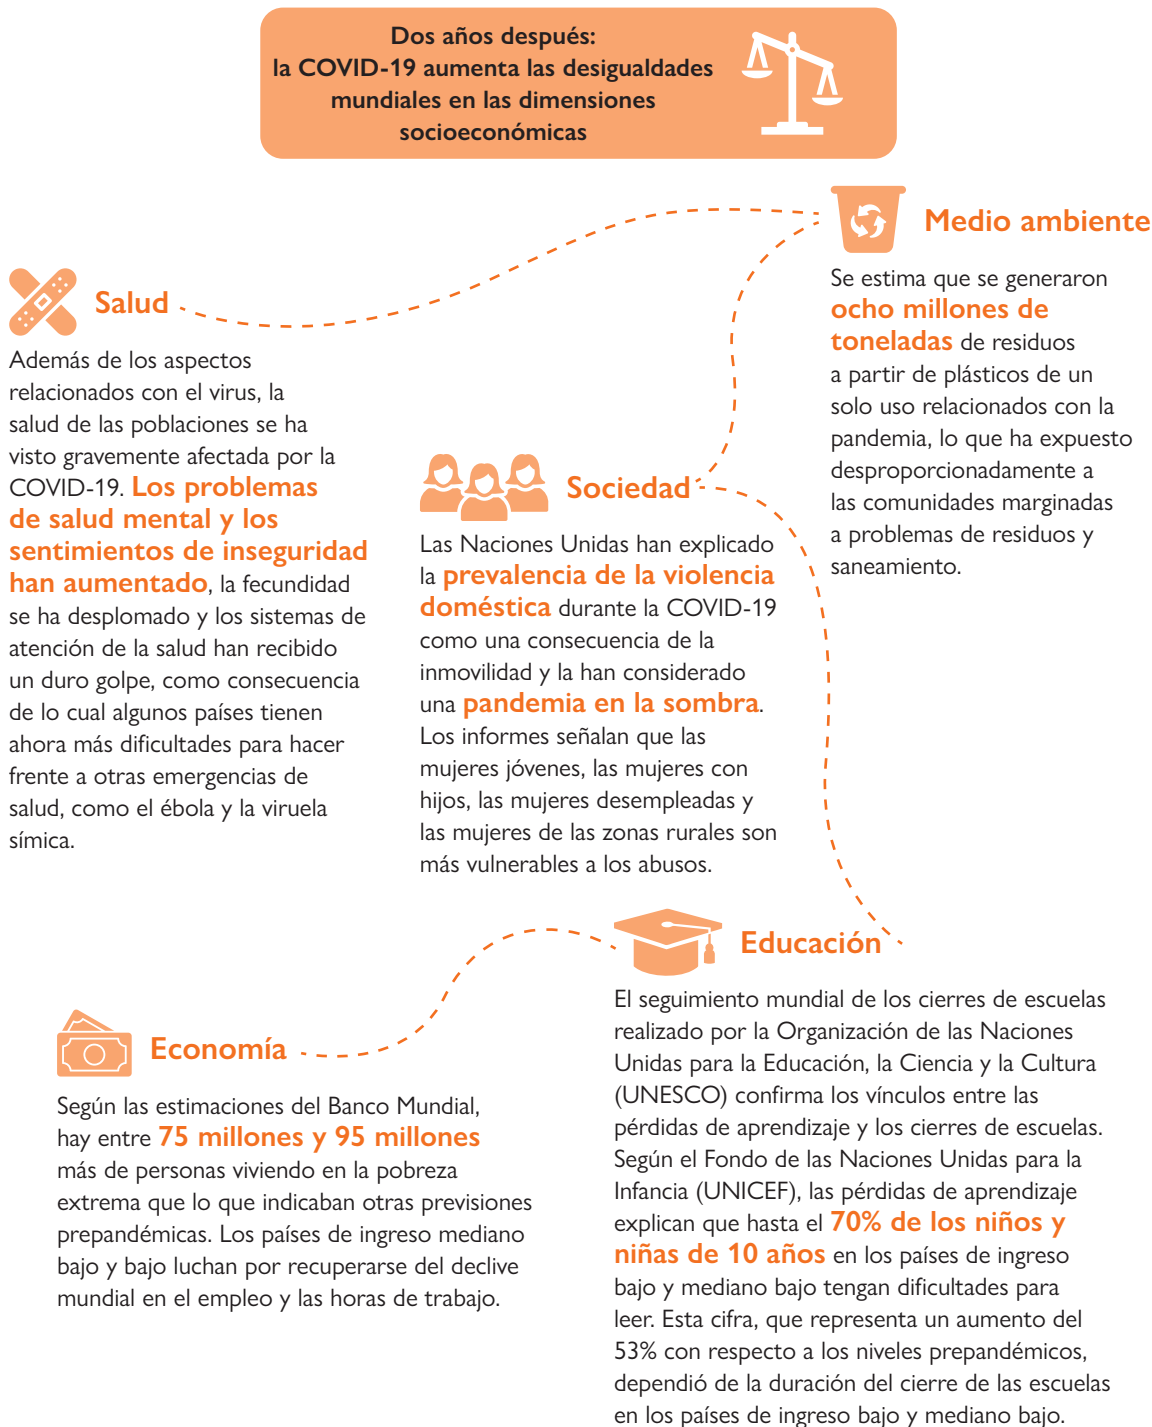 Dos años después:
la COVID-19 aumenta las desigualdades
mundiales en las dimensiones
socioeconómicas
Medio ambiente
Se estima que se generaron
ocho millones de
toneladas de residuos
a partir de plásticos de un
solo uso relacionados con la
pandemia, lo que ha expuesto
desproporcionadamente a
las comunidades marginadas
a problemas de residuos y
saneamiento.
Salud
Además de los aspectos
relacionados con el virus, la
salud de las poblaciones se ha
visto gravemente afectada por la
COVID-19. Los problemas
de salud mental y los
sentimientos de inseguridad
han aumentado, la fecundidad
se ha desplomado y los sistemas de
atención de la salud han recibido
un duro golpe, como consecuencia
de lo cual algunos países tienen
ahora más dificultades para hacer
frente a otras emergencias de
salud, como el ébola y la viruela
símica.
Sociedad
Las Naciones Unidas han explicado
la prevalencia de la violencia
doméstica durante la COVID-19
como una consecuencia de la
inmovilidad y la han considerado
una pandemia en la sombra.
Los informes señalan que las
mujeres jóvenes, las mujeres con
hijos, las mujeres desempleadas y
las mujeres de las zonas rurales son
más vulnerables a los abusos.
Educación
El seguimiento mundial de los cierres de escuelas
realizado por la Organización de las Naciones
Unidas para la Educación, la Ciencia y la Cultura
(UNESCO) confirma los vínculos entre las
pérdidas de aprendizaje y los cierres de escuelas.
Según el Fondo de las Naciones Unidas para la
Infancia (UNICEF), las pérdidas de aprendizaje
explican que hasta el 70% de los niños y
niñas de 10 años en los países de ingreso
bajo y mediano bajo tengan dificultades para
leer. Esta cifra, que representa un aumento del
53% con respecto a los niveles prepandémicos,
dependió de la duración del cierre de las escuelas
en los países de ingreso bajo y mediano bajo.
Economía
Según las estimaciones del Banco Mundial,
hay entre 75 millones y 95 millones
más de personas viviendo en la pobreza
extrema que lo que indicaban otras previsiones
prepandémicas. Los países de ingreso mediano
bajo y bajo luchan por recuperarse del declive
mundial en el empleo y las horas de trabajo.